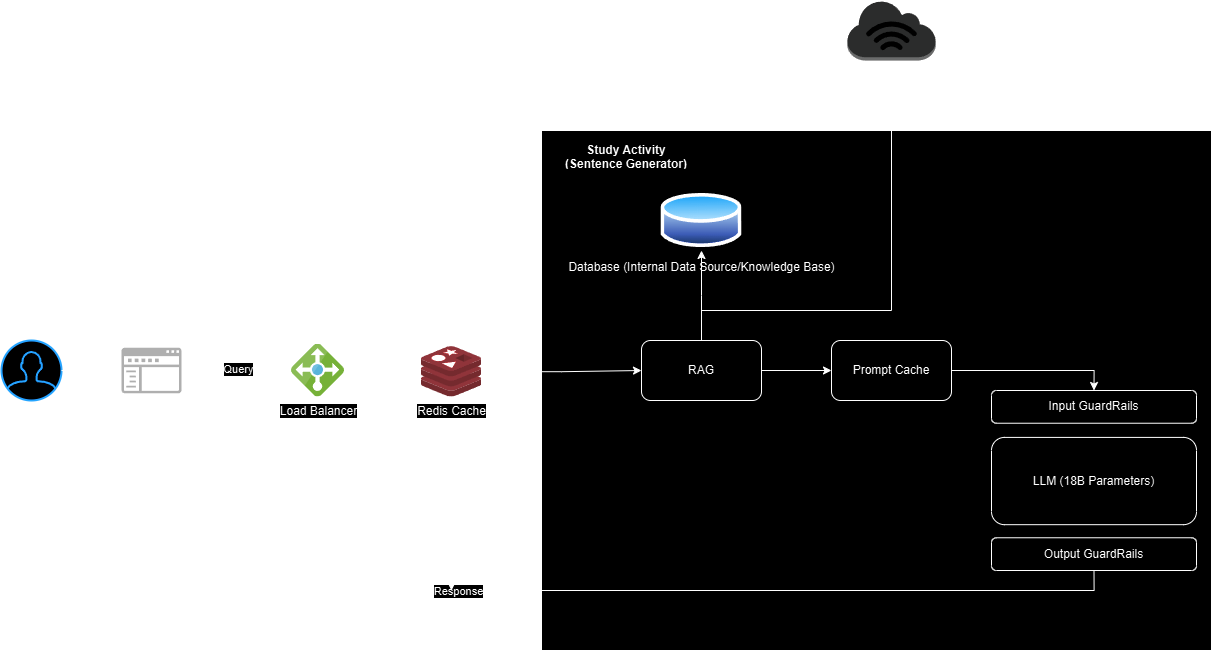 Study Activity
(Sentence Generator)
Database (Internal Data Source/Knowledge Base)
Query
Load Balancer
Redis Cache
RAG
Prompt Cache
Input GuardRails
LLM (18B Parameters)
Output GuardRails
Response